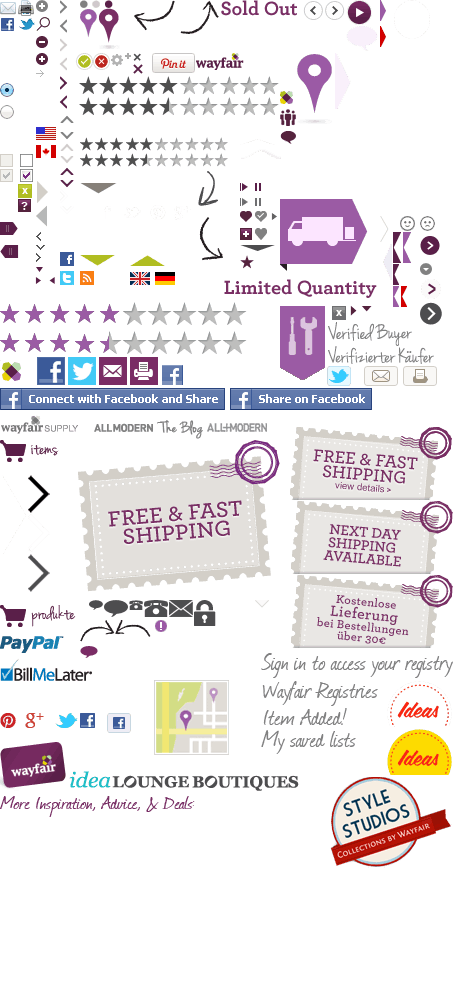 Sold Out
Pin it
wayfair
Limited Quantity
Verified Buyer
Verifizierter Käufer
Connect with Facebook and Share
Share on Facebook
wayfair SUPPLY
ALLMODERN
The Blog
ALL+MODERN
items
FREE & FAST
SHIPPING
FREE & FAST
SHIPPING
view details >
NEXT DAY
SHIPPING
AVAILABLE
Kostenlose
Lieferung
bei Bestellungen
über 30€
produkte
PayPal™
BillMeLater®
Sign in to access your registry
Wayfair Registries
Item Added!
My saved lists
g+
Ideas
Ideas
wayfair
idea LOUNGE BOUTIQUES
More Inspiration, Advice, & Deals:
STYLE
STUDIOS
COLLECTIONS BY WAYFAIR